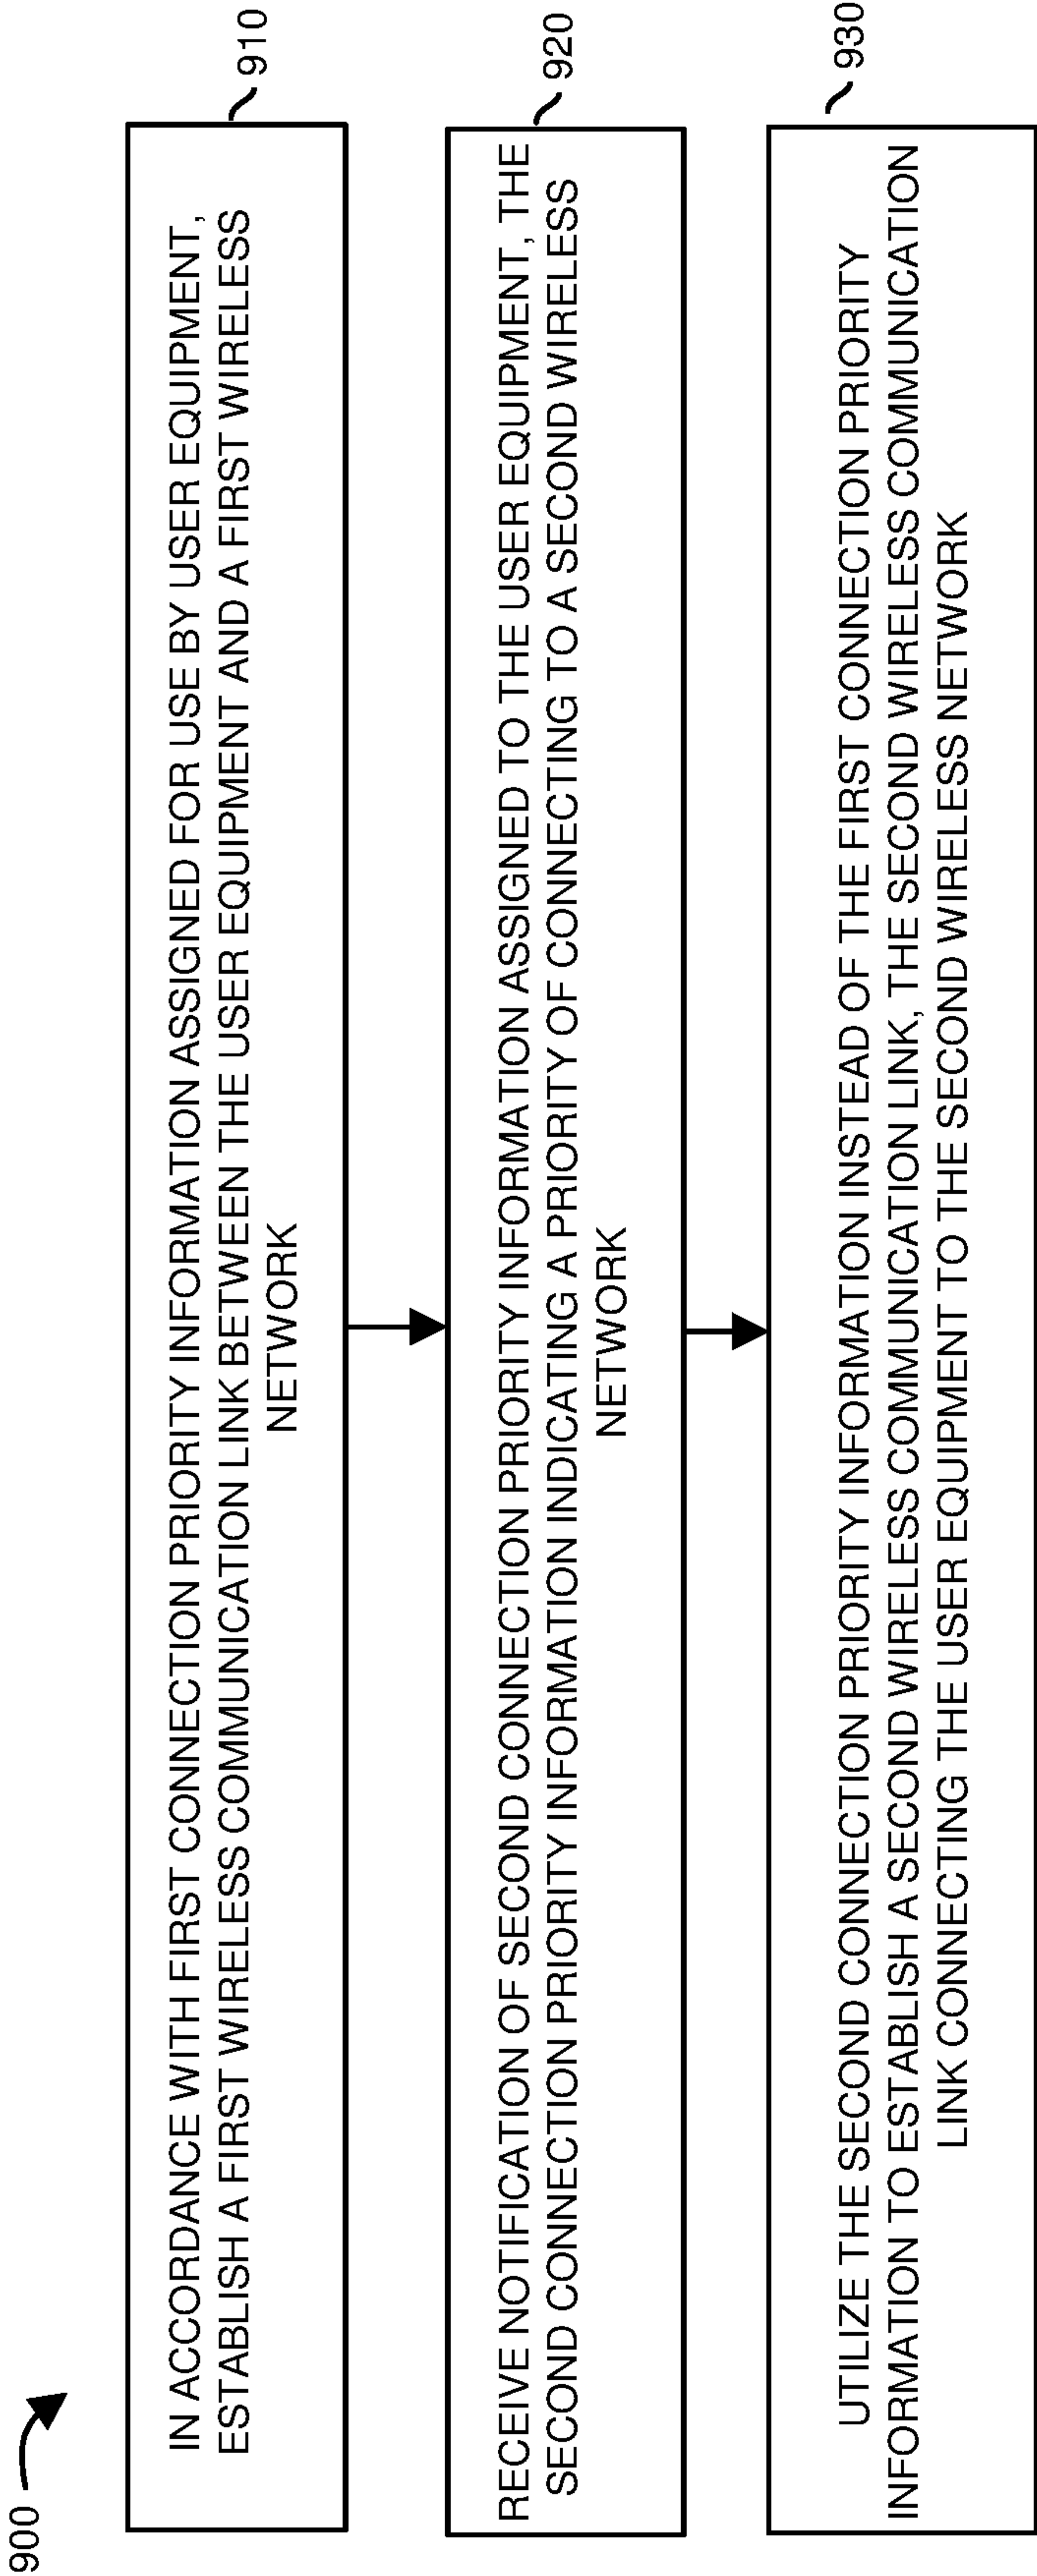 900
IN ACCORDANCE WITH FIRST CONNECTION PRIORITY INFORMATION ASSIGNED FOR USE BY USER EQUIPMENT,
ESTABLISH A FIRST WIRELESS COMMUNICATION LINK BETWEEN THE USER EQUIPMENT AND A FIRST WIRELESS
NETWORK
910
RECEIVE NOTIFICATION OF SECOND CONNECTION PRIORITY INFORMATION ASSIGNED TO THE USER EQUIPMENT, THE
SECOND CONNECTION PRIORITY INFORMATION INDICATING A PRIORITY OF CONNECTING TO A SECOND WIRELESS
NETWORK
920
UTILIZE THE SECOND CONNECTION PRIORITY INFORMATION INSTEAD OF THE FIRST CONNECTION PRIORITY
INFORMATION TO ESTABLISH A SECOND WIRELESS COMMUNICATION LINK, THE SECOND WIRELESS COMMUNICATION
LINK CONNECTING THE USER EQUIPMENT TO THE SECOND WIRELESS NETWORK
930